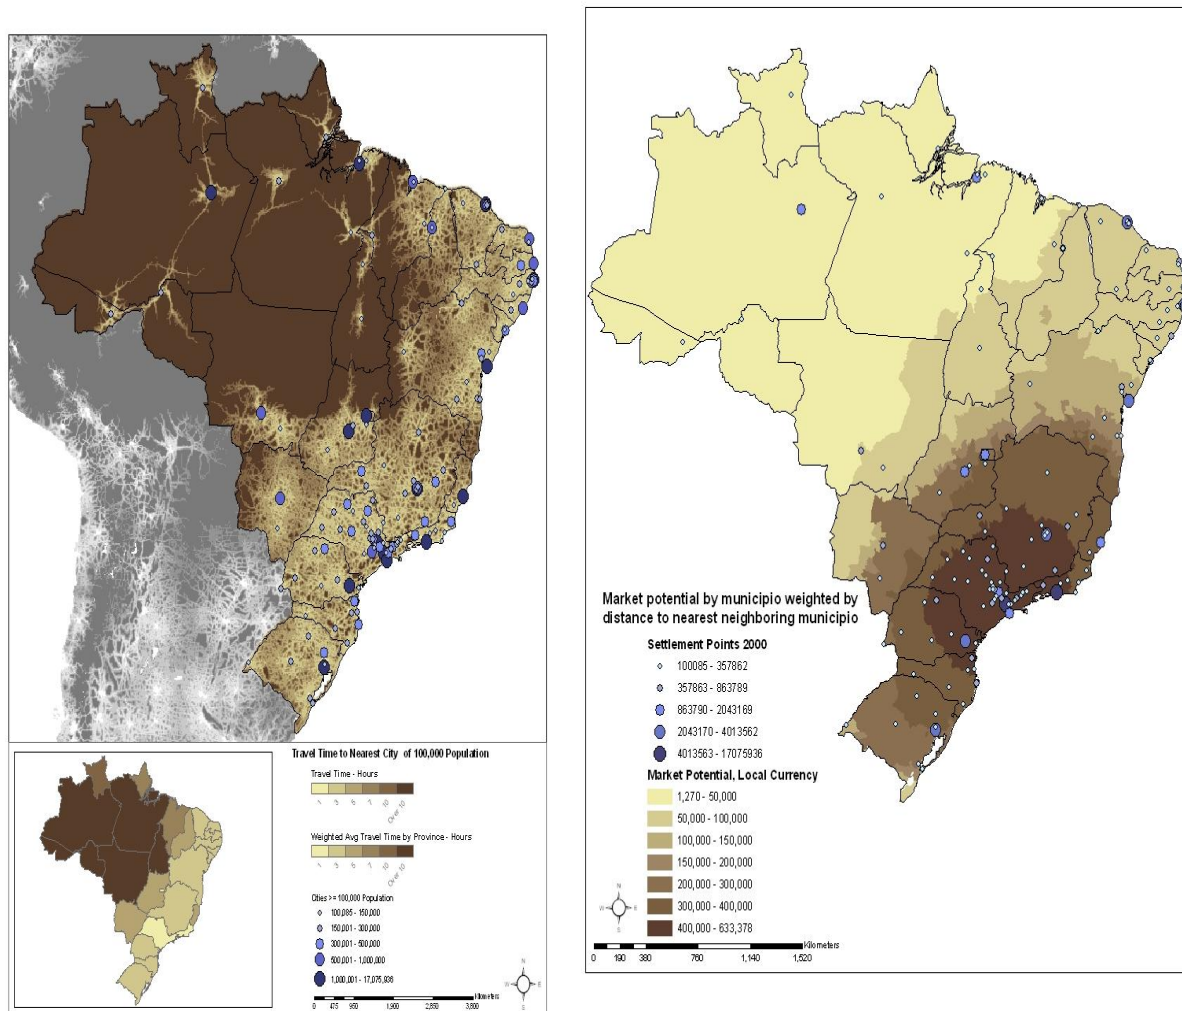 Travel Time to Nearest City of 100,000 Population
Travel Time - Hours
1 3 5 7 10 Over 10
Weighted Avg Travel Time by Province - Hours
1 3 5 7 10 Over 10
Cities >= 100,000 Population
100,085 - 150,000
150,001 - 300,000
300,001 - 500,000
500,001 - 1,000,000
1,000,001 - 17,075,936
N
W E
S
Kilometers
0 475 950 1,900 2,850 3,800
Market potential by municipio weighted by
distance to nearest neighboring municipio
Settlement Points 2000
100085 - 357862
357863 - 863789
863790 - 2043169
2043170 - 4013562
4013563 - 17075936
Market Potential, Local Currency
1,270 - 50,000
50,000 - 100,000
100,000 - 150,000
150,000 - 200,000
200,000 - 300,000
300,000 - 400,000
400,000 - 633,378
N
W E
S
Kilometers
0 190 380 760 1,140 1,520